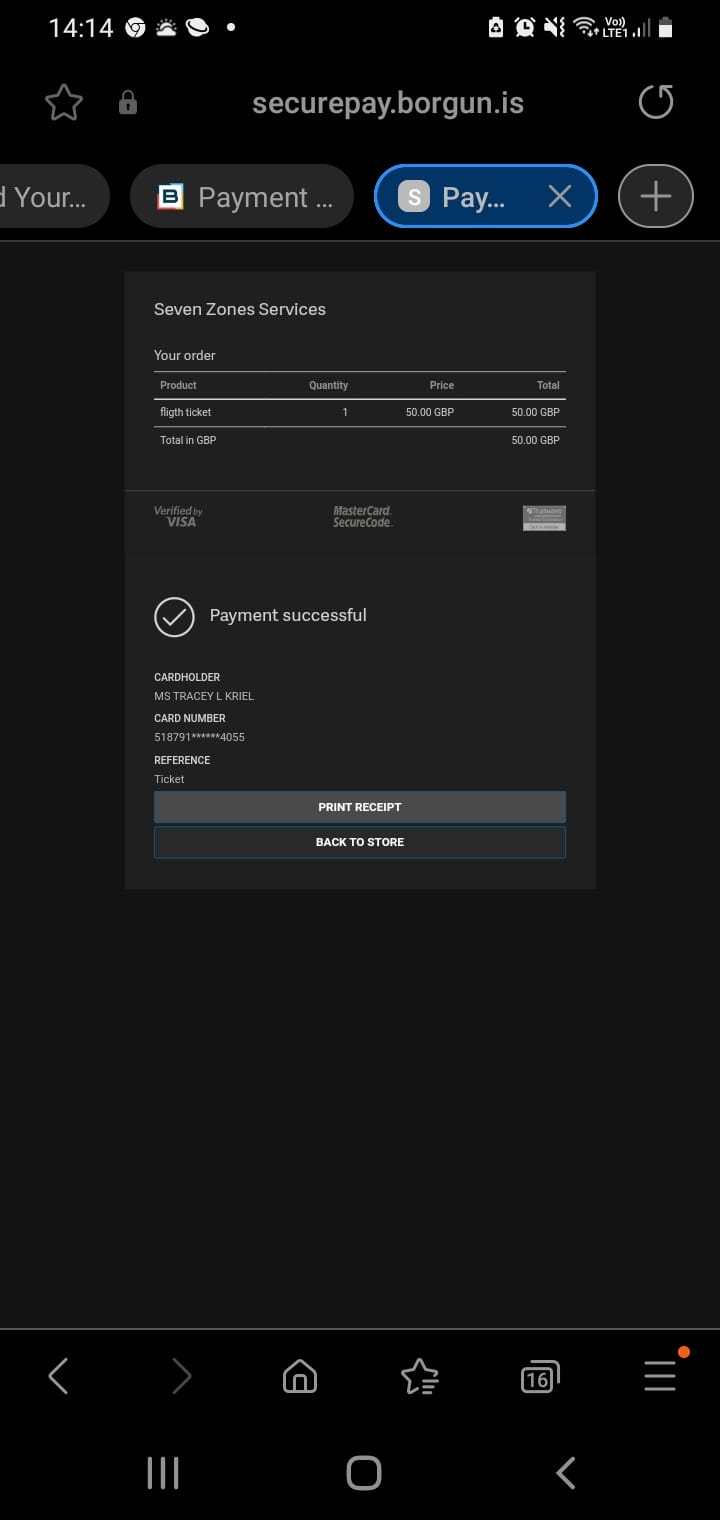 14:14
Vo))
LTE1
securepay.borgun.is
d Your...
B Payment ...
S Pay...
Seven Zones Services
Your order
Product Quantity Price Total
fligth ticket 1 50.00 GBP 50.00 GBP
Total in GBP 50.00 GBP
Verified by
VISA
MasterCard.
SecureCode.
Trustwave
Payment successful
CARDHOLDER
MS TRACEY L KRIEL
CARD NUMBER
518791******4055
REFERENCE
Ticket
PRINT RECEIPT
BACK TO STORE
16